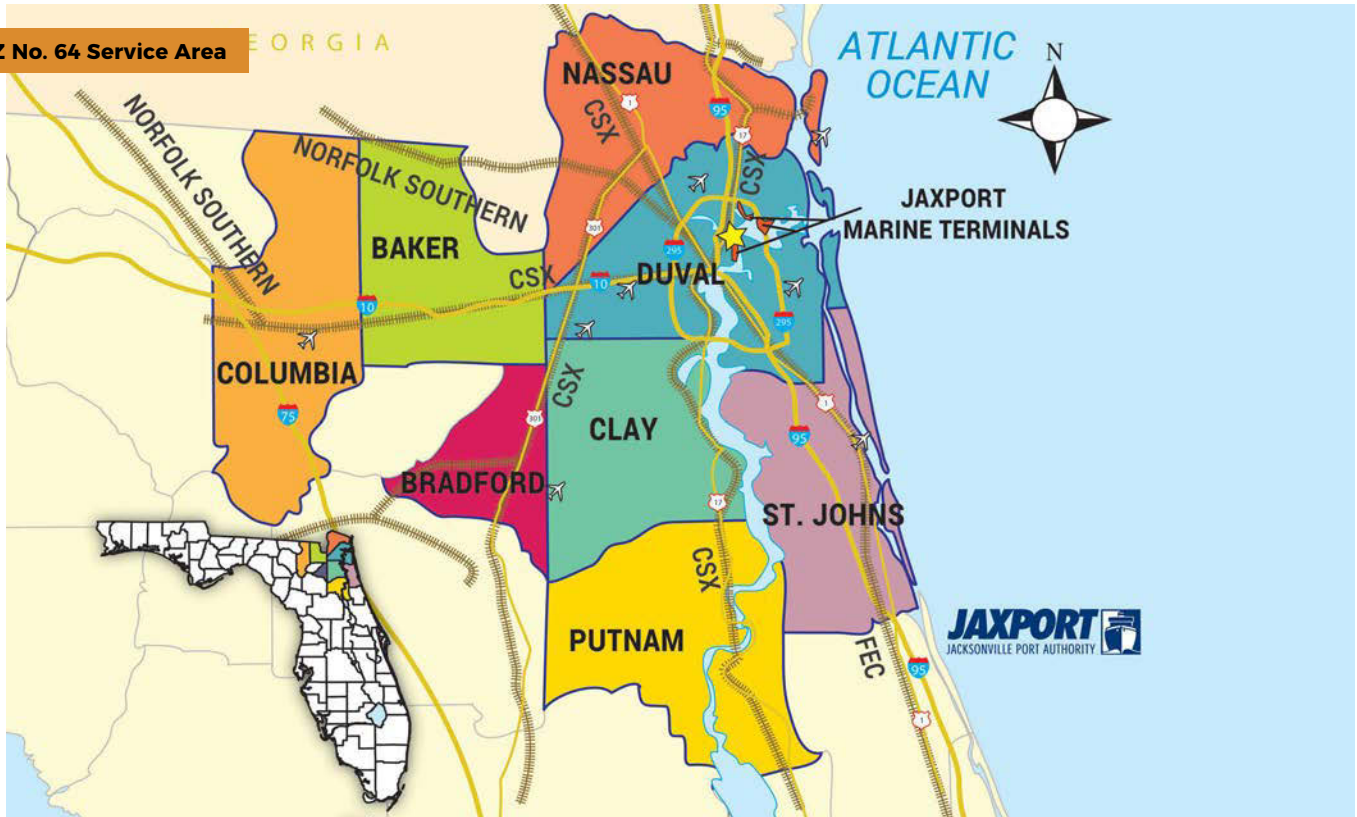 Z No. 64 Service Area
EORGIA
ATLANTIC
OCEAN
N
NASSAU
1
95
17
CSX
CSX
NORFOLK SOUTHERN
NORFOLK SOUTHERN
JAXPORT
MARINE TERMINALS
301
295
BAKER
DUVAL
CSX
10
10
295
COLUMBIA
75
CSX
301
CLAY
1
95
BRADFORD
17
ST. JOHNS
CSX
PUTNAM
FEC
95
1
JAXPORT
JACKSONVILLE PORT AUTHORITY